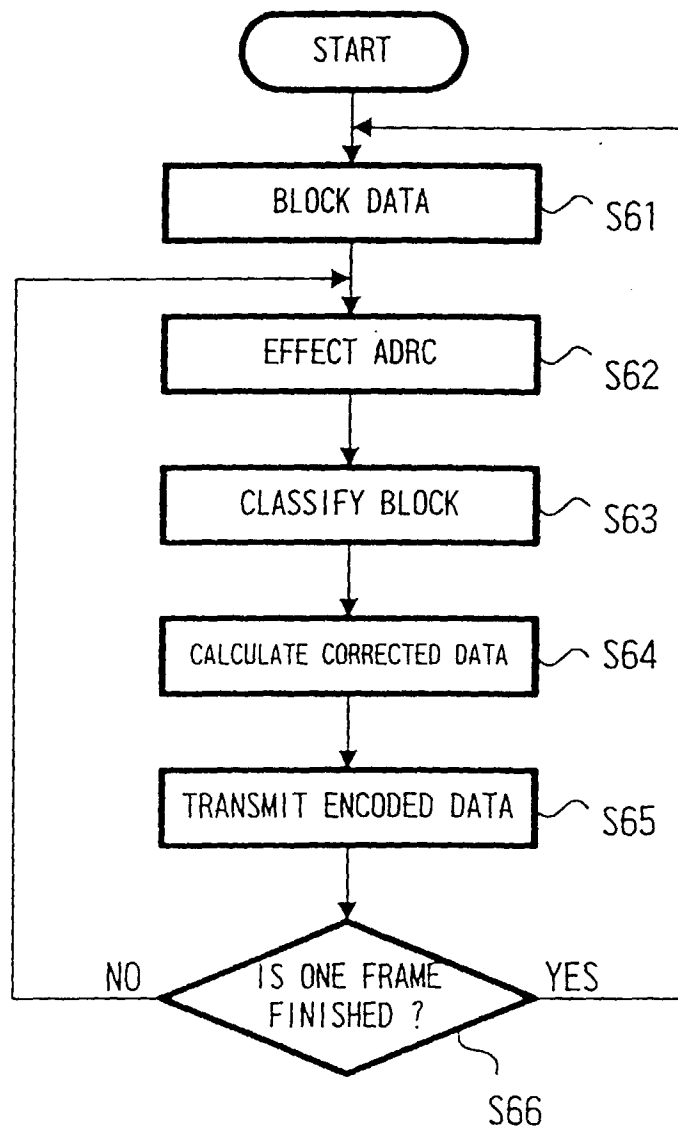 START
BLOCK DATA
S61
EFFECT ADRC
S62
CLASSIFY BLOCK
S63
CALCULATE CORRECTED DATA
S64
TRANSMIT ENCODED DATA
S65
NO
IS ONE FRAME
FINISHED ?
YES
S66